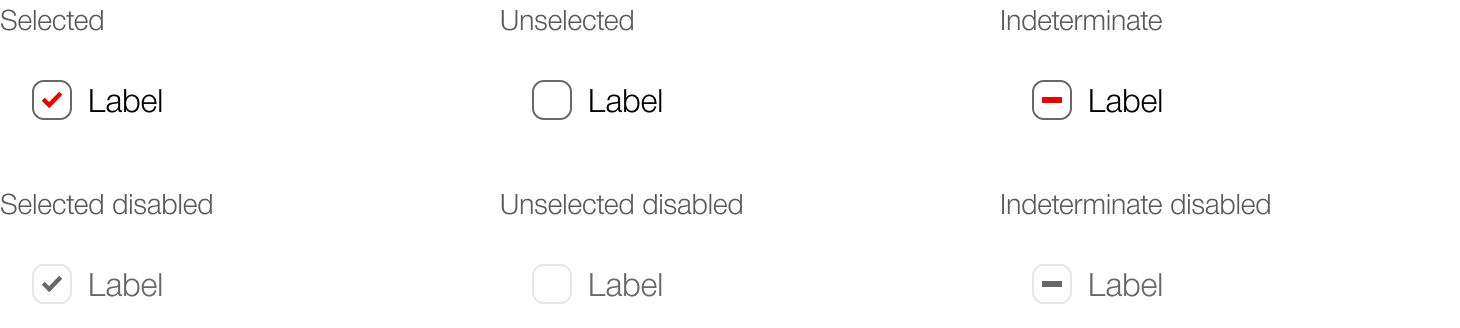 Selected
Unselected
Indeterminate
Label
Label
Label
Selected disabled
Unselected disabled
Indeterminate disabled
Label
Label
Label